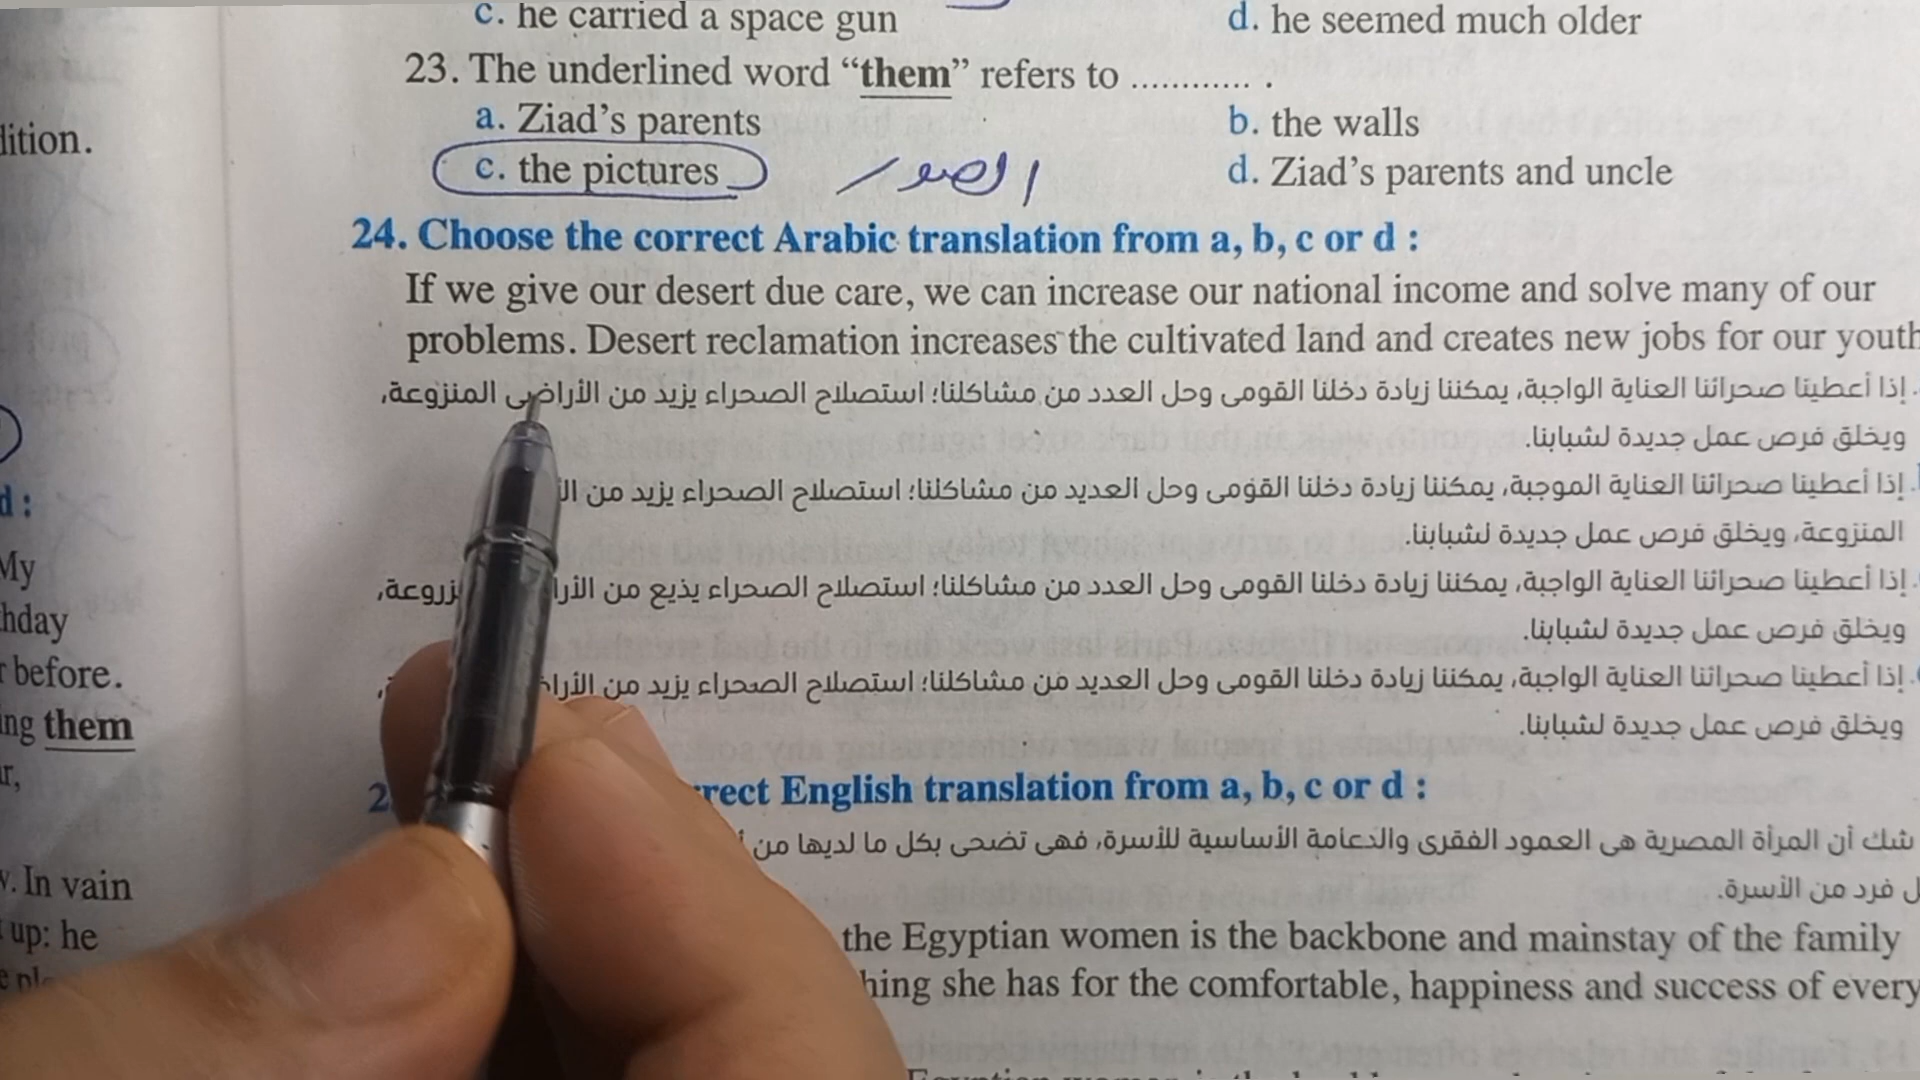 dition.
d :
My
hday
before.
ing them
In vain
up: he
c. he carried a space gun
d. he seemed much older
23. The underlined word “them” refers to ............ .
a. Ziad’s parents
b. the walls
c. the pictures
الصور
d. Ziad’s parents and uncle
24. Choose the correct Arabic translation from a, b, c or d :
If we give our desert due care, we can increase our national income and solve many of our
problems. Desert reclamation increases the cultivated land and creates new jobs for our youth
إذا أعطينا صحرائنا العناية الواجبة، يمكننا زيادة دخلنا القومى وحل العدد من مشاكلنا؛ استصلاح الصحراء يزيد من الأراضى المنزوعة،
ويخلق فرص عمل جديدة لشبابنا.
إذا أعطينا صحرائنا العناية الموجبة، يمكننا زيادة دخلنا القومى وحل العديد من مشاكلنا؛ استصلاح الصحراء يزيد من
المنزوعة، ويخلق فرص عمل جديدة لشبابنا.
إذا أعطينا صحرائنا العناية الواجبة، يمكننا زيادة دخلنا القومى وحل العدد من مشاكلنا؛ استصلاح الصحراء يذيع من
ويخلق فرص عمل جديدة لشبابنا.
إذا أعطينا صحرائنا العناية الواجبة، يمكننا زيادة دخلنا القومى وحل العديد من مشاكلنا؛ استصلاح الصحراء يزيد من
ويخلق فرص عمل جديدة لشبابنا.
rect English translation from a, b, c or d :
شك أن المرأة المصرية هى العمود الفقرى والدعامة الأساسية للأسرة، فهى تضحى بكل ما لديها من
فرد من الأسرة.
the Egyptian women is the backbone and mainstay of the family
hing she has for the comfortable, happiness and success of every